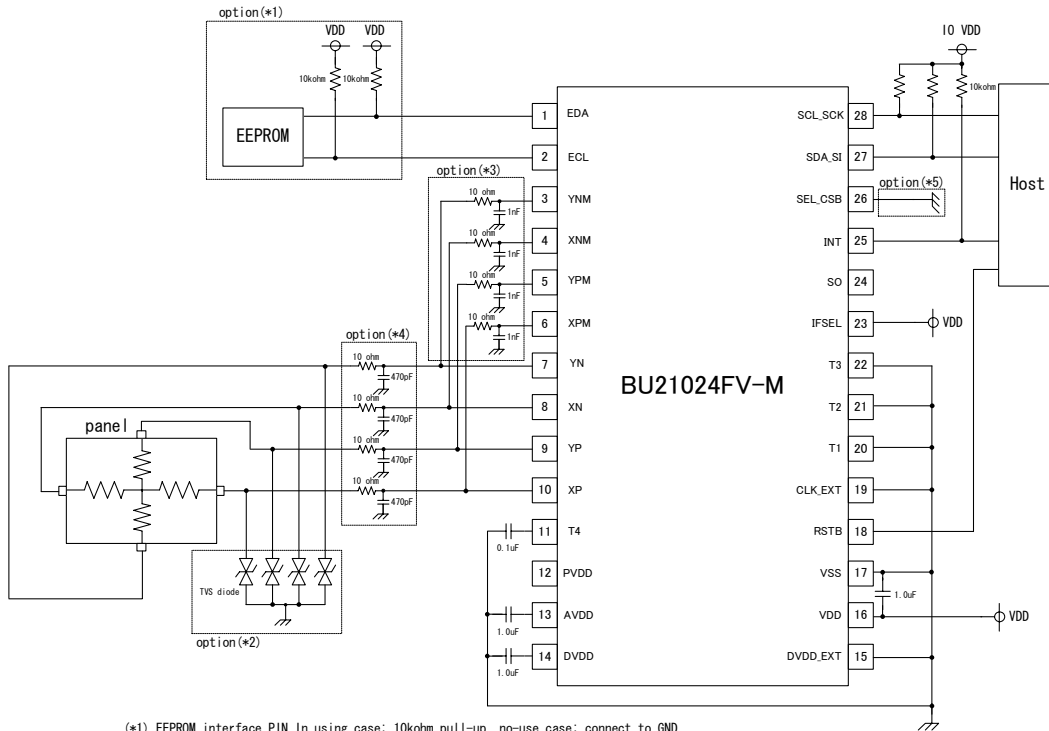 option(*1)
VDD
VDD
10kohm
10kohm
EEPROM
IO VDD
10kohm
Host
1
EDA
2
ECL
3
YNM
4
XNM
5
YPM
6
XPM
7
YN
8
XN
9
YP
10
XP
11
T4
12
PVDD
13
AVDD
14
DVDD
BU21024FV-M
SCL_SCK
28
SDA_SI
27
SEL_CSB
26
INT
25
SO
24
IFSEL
23
VDD
T3
22
T2
21
T1
20
CLK_EXT
19
RSTB
18
VSS
17
1.0uF
VDD
16
VDD
DVDD_EXT
15
option(*5)
option(*3)
10 ohm
1nF
10 ohm
1nF
10 ohm
1nF
10 ohm
1nF
option(*4)
10 ohm
470pF
10 ohm
470pF
10 ohm
470pF
10 ohm
470pF
panel
TVS diode
option(*2)
0.1uF
1.0uF
1.0uF
(*1) EEPROM interface PIN In using case: 10kohm pull-up, no-use case: connect to GND